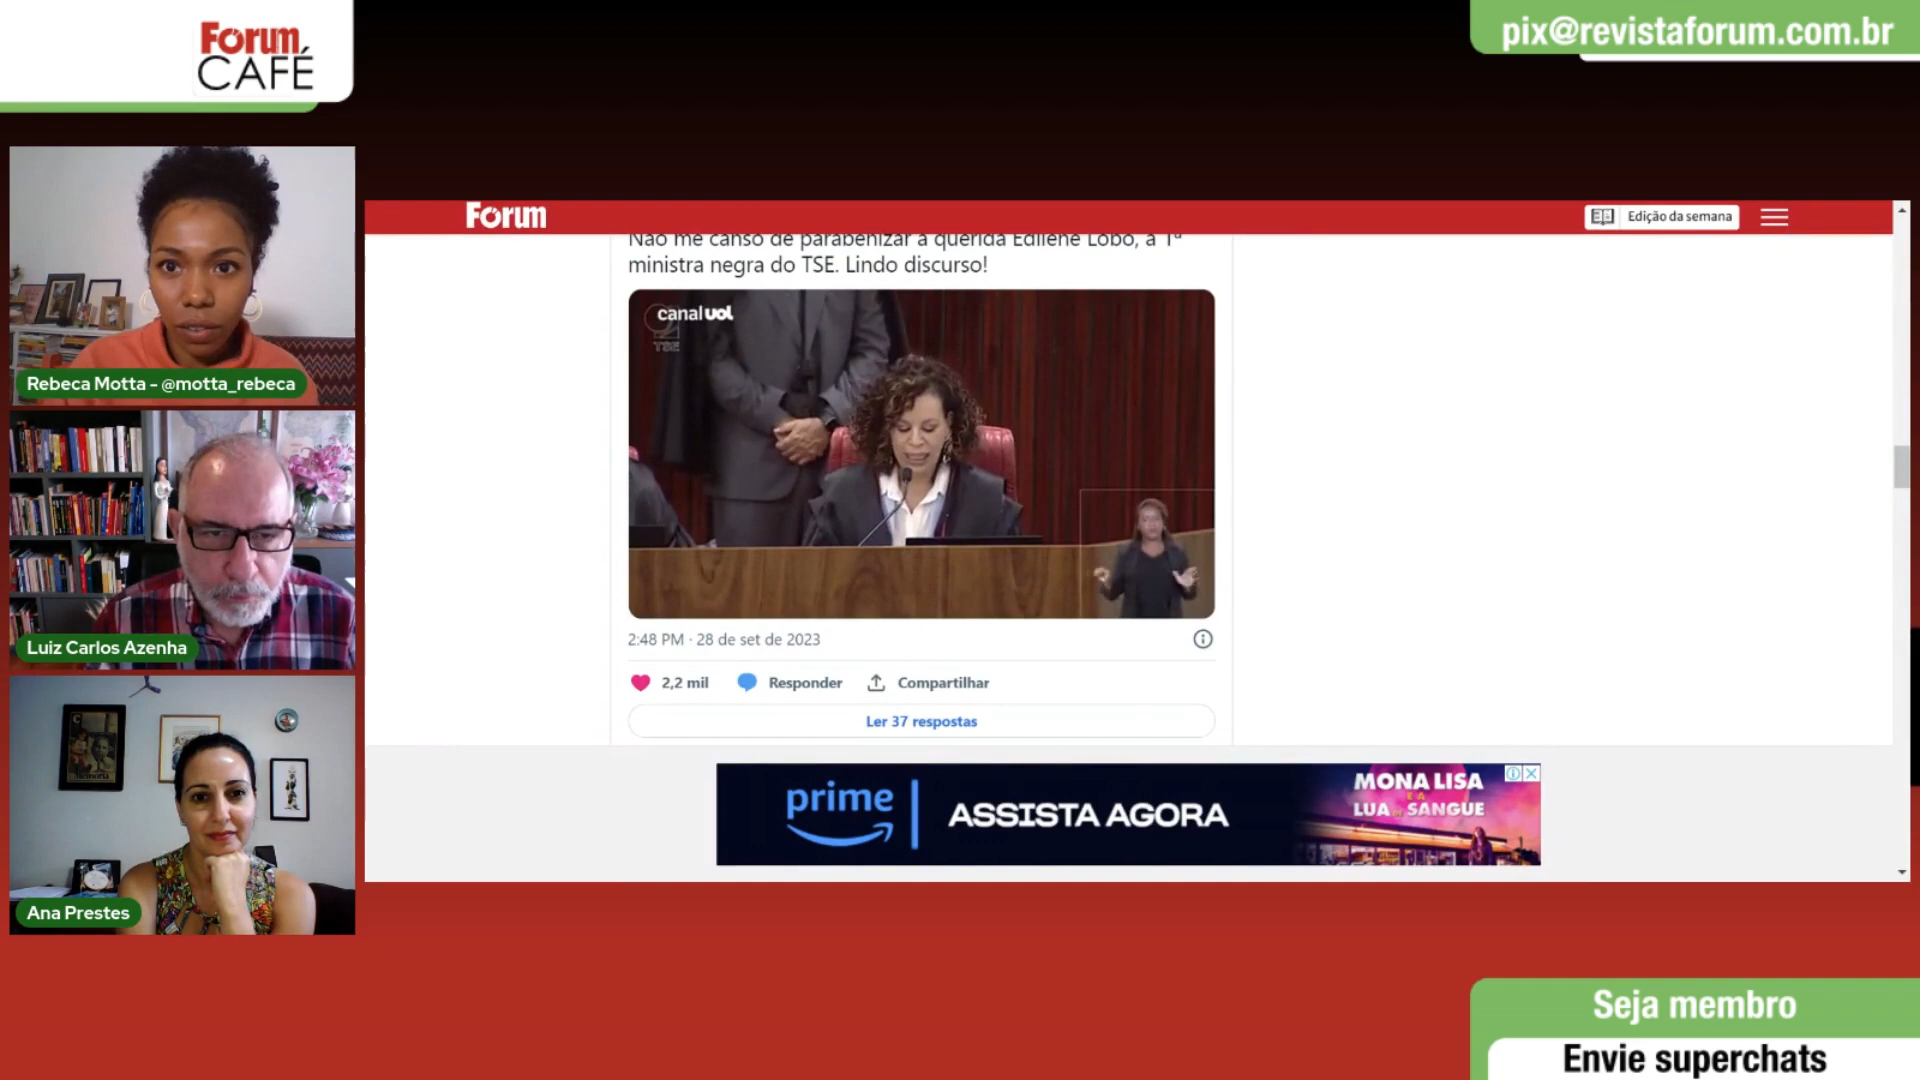 Forum
CAFÉ
pix@revistaforum.com.br
Rebeca Motta - @motta_rebeca
Luiz Carlos Azenha
Memória
Ana Prestes
Forum
Edição da semana
Não me canso de parabenizar a querida Edilene Lobo, a 1ª
ministra negra do TSE. Lindo discurso!
canal uol
TSE
2:48 PM · 28 de set de 2023
2,2 mil
Responder
Compartilhar
Ler 37 respostas
prime
ASSISTA AGORA
MONA LISA
E A
LUA DE SANGUE
Seja membro
Envie superchats